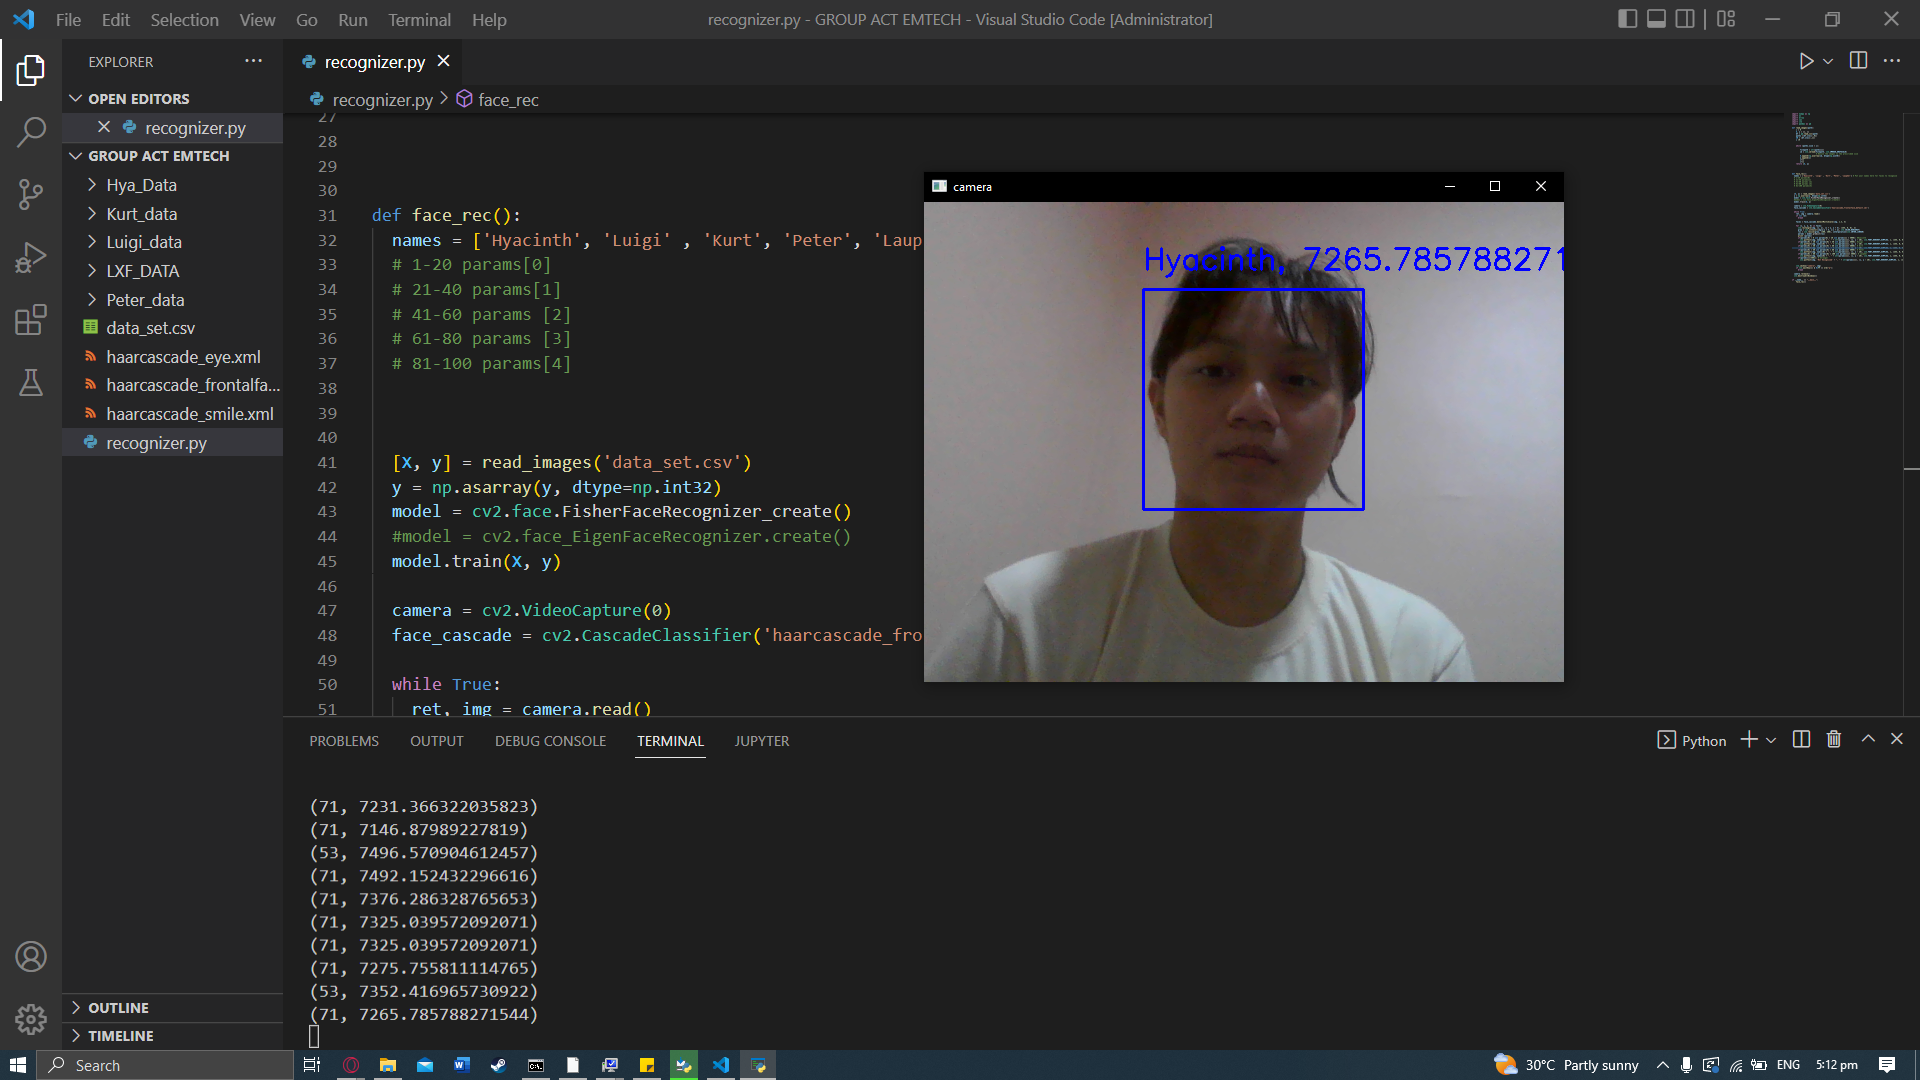 File Edit Selection View Go Run Terminal Help
recognizer.py - GROUP ACT EMTECH - Visual Studio Code [Administrator]
EXPLORER
OPEN EDITORS
recognizer.py
GROUP ACT EMTECH
Hya_Data
Kurt_data
Luigi_data
LXF_DATA
Peter_data
data_set.csv
haarcascade_eye.xml
haarcascade_frontalfa...
haarcascade_smile.xml
recognizer.py
OUTLINE
TIMELINE
recognizer.py
recognizer.py > face_rec
27
28
29
30
31 def face_rec():
32 names = ['Hyacinth', 'Luigi' , 'Kurt', 'Peter', 'Laup
33 # 1-20 params[0]
34 # 21-40 params[1]
35 # 41-60 params [2]
36 # 61-80 params [3]
37 # 81-100 params[4]
38
39
40
41 [X, y] = read_images('data_set.csv')
42 y = np.asarray(y, dtype=np.int32)
43 model = cv2.face.FisherFaceRecognizer_create()
44 #model = cv2.face_EigenFaceRecognizer.create()
45 model.train(X, y)
46
47 camera = cv2.VideoCapture(0)
48 face_cascade = cv2.CascadeClassifier('haarcascade_fro
49
50 while True:
51 ret, img = camera.read()
camera
Hyacinth, 7265.785788271
PROBLEMS OUTPUT DEBUG CONSOLE TERMINAL JUPYTER
Python
(71, 7231.366322035823)
(71, 7146.87989227819)
(53, 7496.570904612457)
(71, 7492.152432296616)
(71, 7376.286328765653)
(71, 7325.039572092071)
(71, 7325.039572092071)
(71, 7275.755811114765)
(53, 7352.416965730922)
(71, 7265.785788271544)
Search
30°C Partly sunny
ENG
5:12 pm